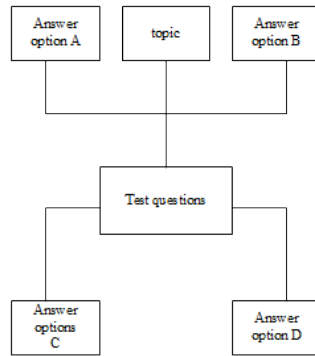 Answer
option A
topic
Answer
option B
Test questions
Answer
options
C
Answer
option D